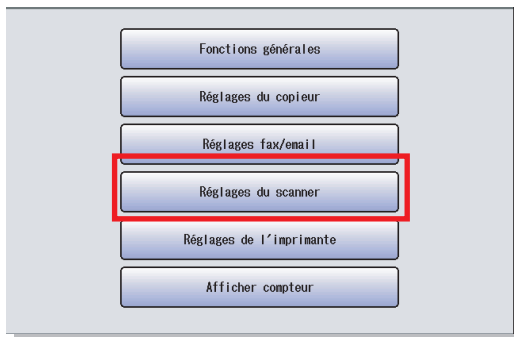 Fonctions générales
Réglages du copieur
Réglages fax/email
Réglages du scanner
Réglages de l'imprimante
Afficher compteur